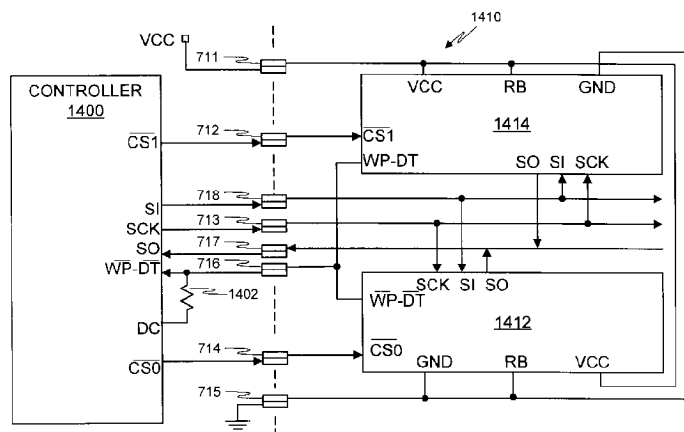 1410
VCC
711
CONTROLLER
1400
VCC RB GND
1414
CS1
712
CS1
WP-DT
SO SI SCK
718
SI
713
SCK
717
SO
716
WP-DT
1402
SCK SI SO
WP-DT
1412
DC
714
CS0
CS0
GND RB VCC
715